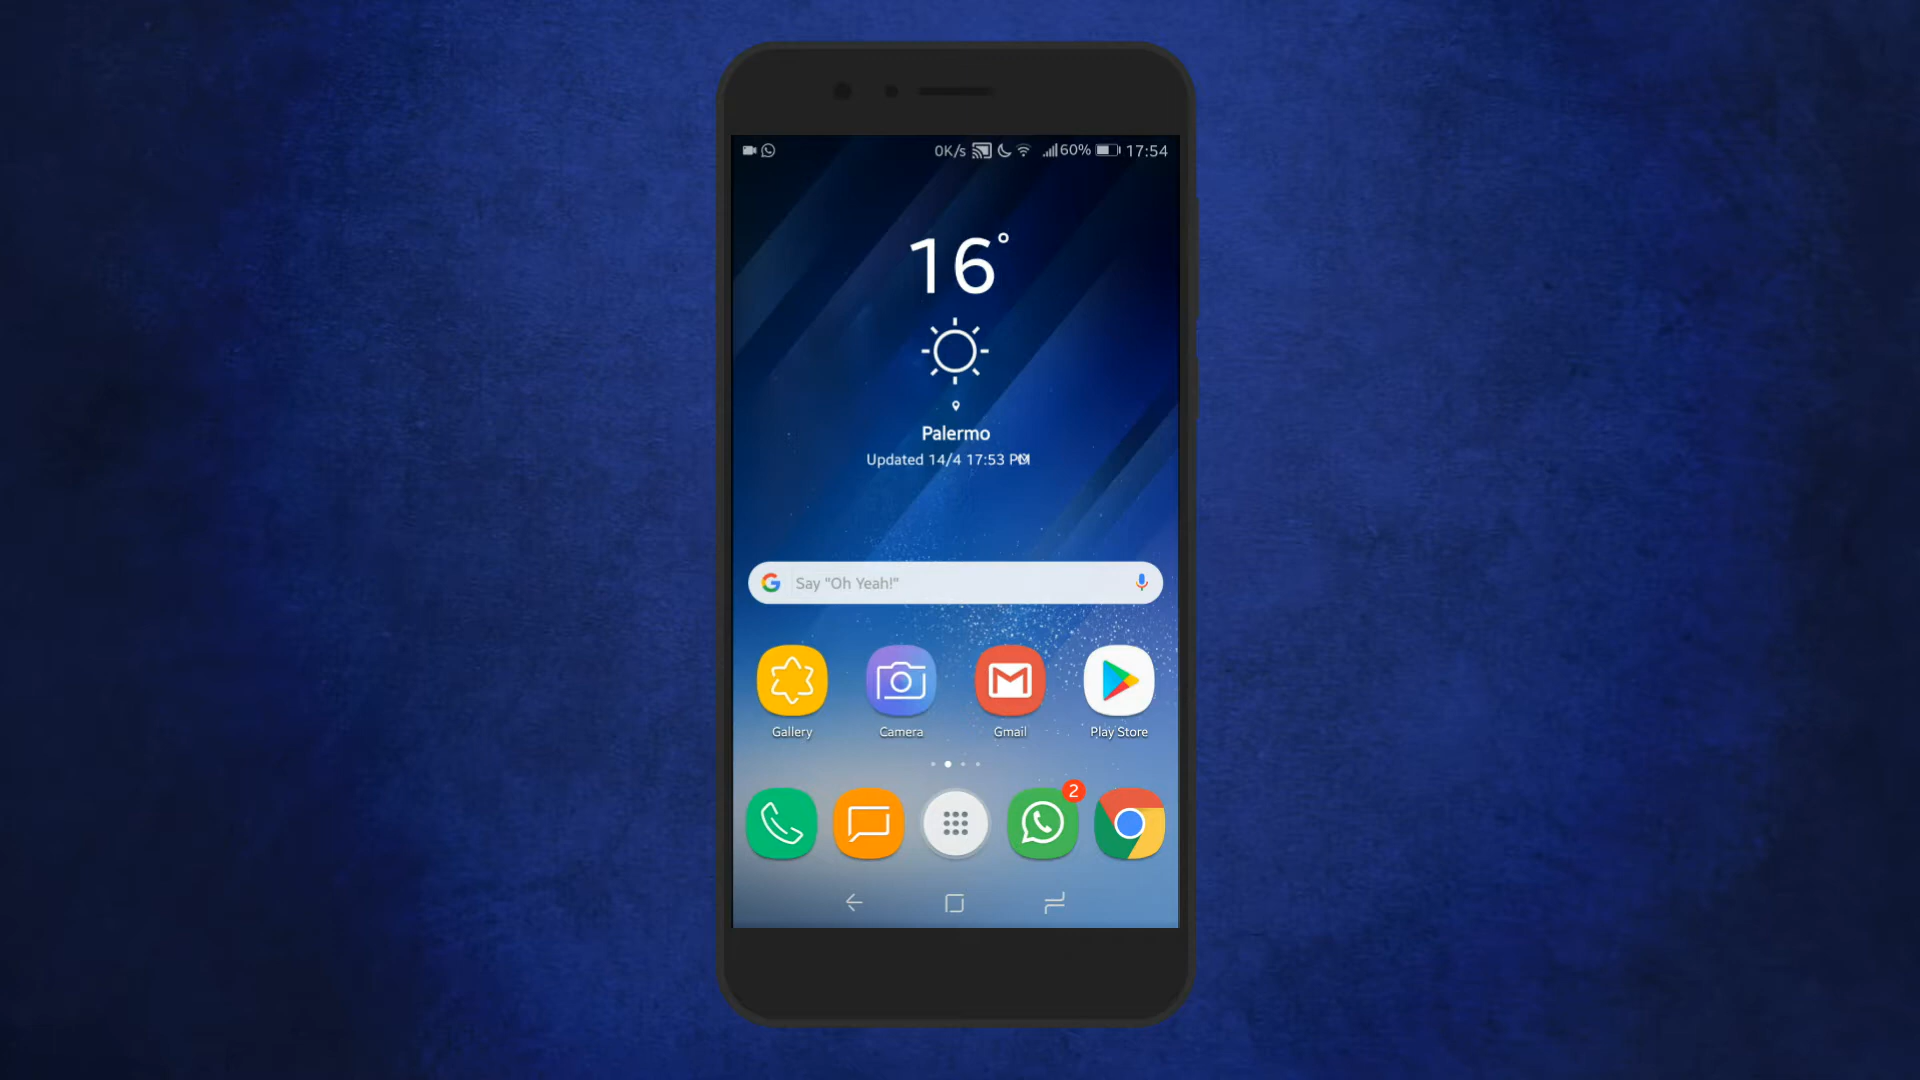 0K/s 60% 17:54
16°
Palermo
Updated 14/4 17:53 PM
Say "Oh Yeah!"
Gallery Camera Gmail Play Store
2